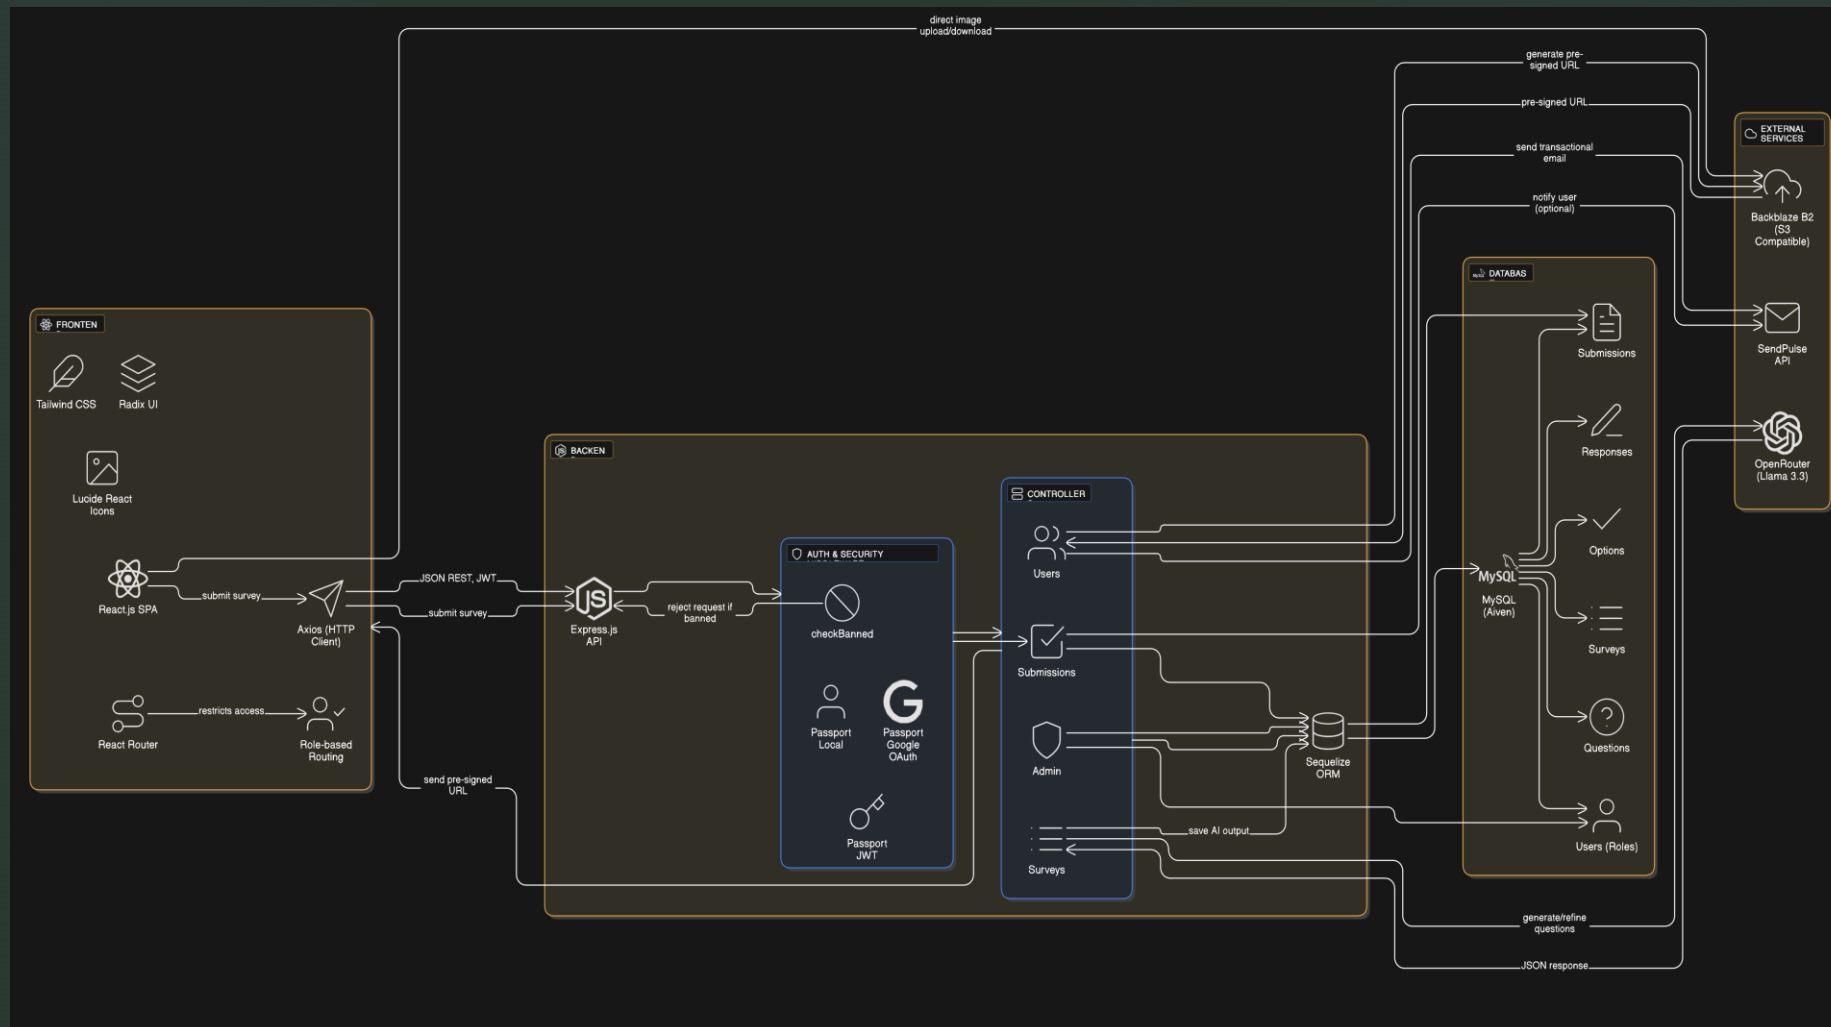 direct image
upload/download
generate pre-
signed URL
pre-signed URL
send transactional
email
notify user
(optional)
EXTERNAL
SERVICES
Backblaze B2
(S3
Compatible)
SendPulse
API
OpenRouter
(Llama 3.3)
MySQL
DATABAS
Submissions
Responses
Options
MySQL
MySQL
(Aiven)
Surveys
Questions
Users (Roles)
FRONTEN
Tailwind CSS
Radix UI
Lucide React
Icons
React.js SPA
submit survey
Axios (HTTP
Client)
React Router
restricts access
Role-based
Routing
JSON REST, JWT
submit survey
send pre-signed
URL
JS
BACKEN
JS
Express.js
API
reject request if
banned
AUTH & SECURITY
checkBanned
Passport
Local
G
Passport
Google
OAuth
Passport
JWT
CONTROLLER
Users
Submissions
Admin
Surveys
save AI output
Sequelize
ORM
generate/refine
questions
JSON response